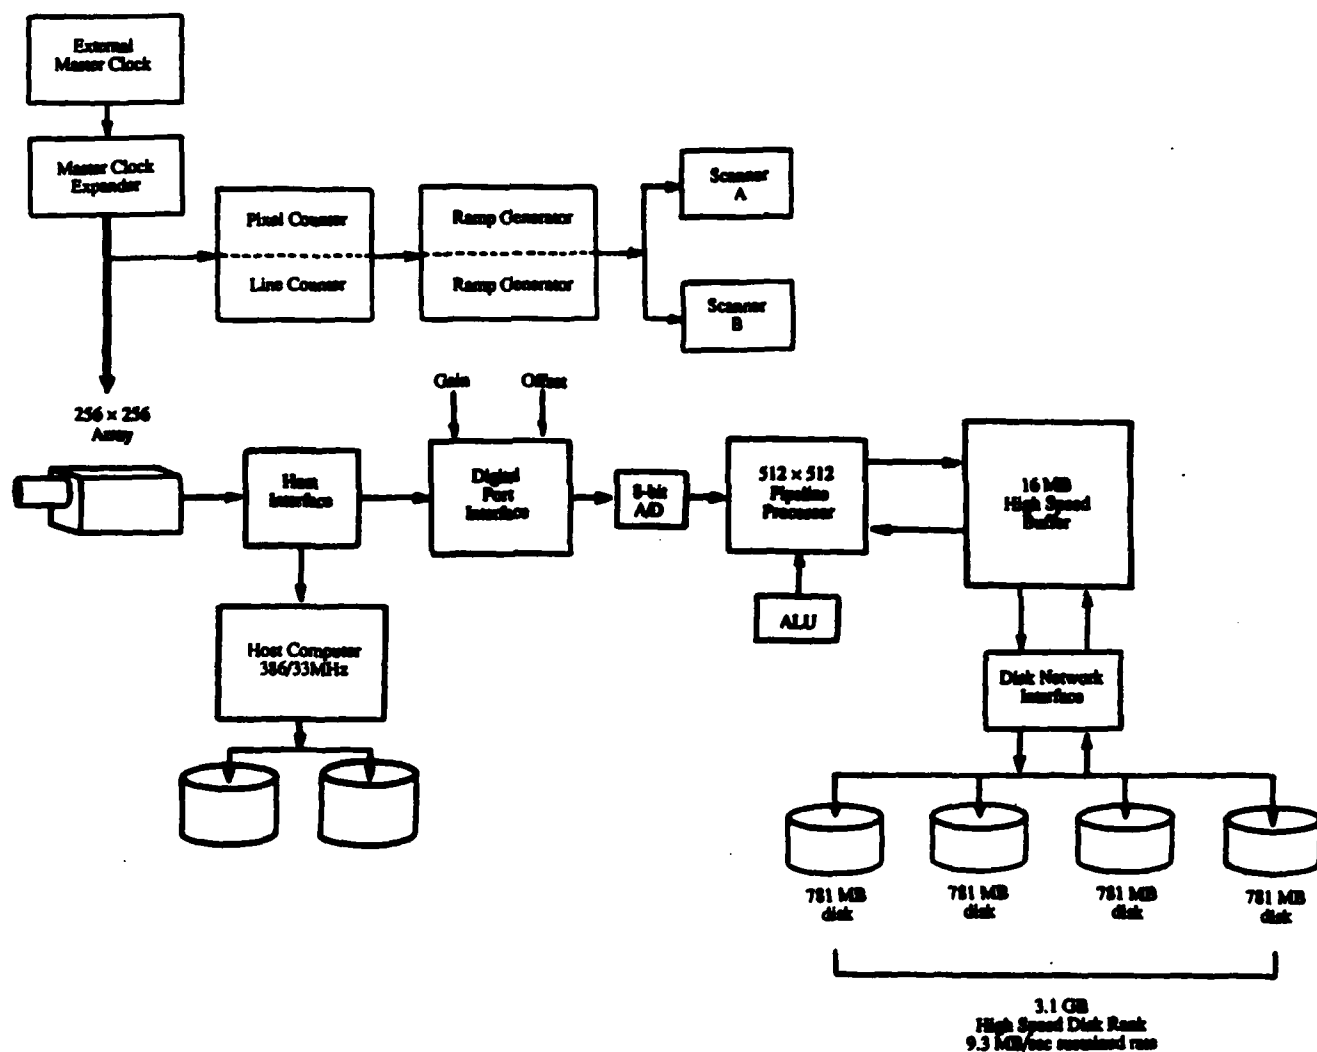 External
Master Clock
Master Clock
Expander
Pixel Counter
Line Counter
Ramp Generator
Ramp Generator
Scanner
A
Scanner
B
256 × 256
Array
Gain
Offset
Host
Interface
Digital
Port
Interface
8-bit
A/D
512 × 512
Pipeline
Processor
16 MB
High Speed
Buffer
ALU
Host Computer
386/33MHz
Disk Network
Interface
781 MB
disk
781 MB
disk
781 MB
disk
781 MB
disk
3.1 GB
High Speed Disk Rank
9.3 MB/sec sustained rate